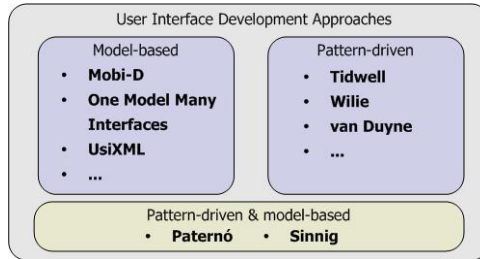 User Interface Development Approaches
Model-based
• Mobi-D
• One Model Many
Interfaces
• UsiXML
• ...
Pattern-driven
• Tidwell
• Wilie
• van Duyne
• ...
Pattern-driven & model-based
• Paternó • Sinnig